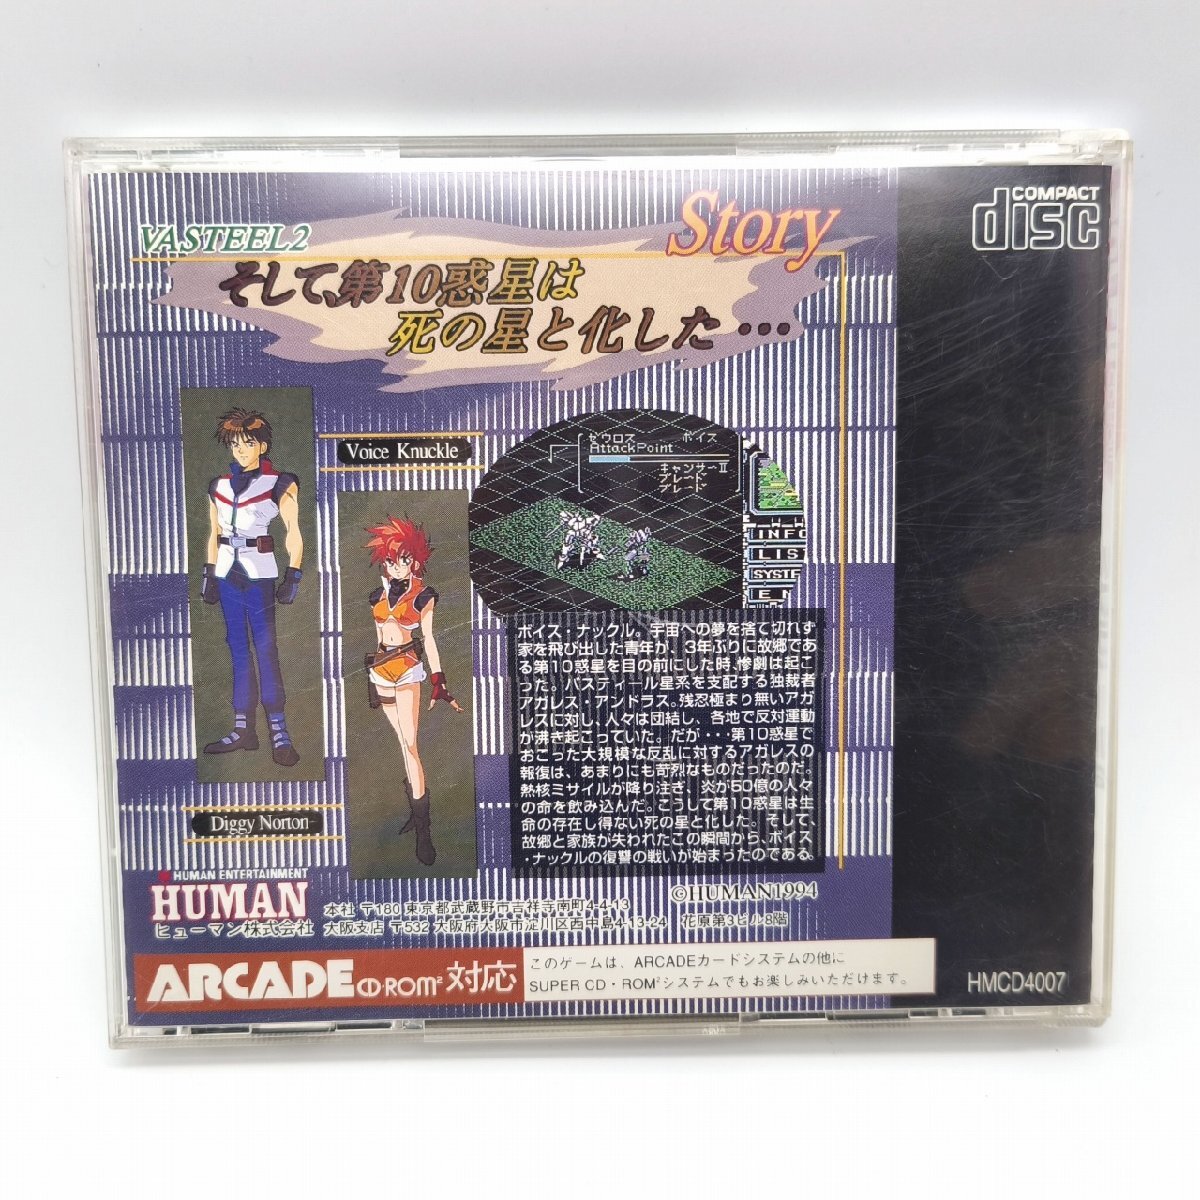 VASTEEL2
Story
COMPACT
disc
そして、第10惑星は
死の星と化した・・・
Voice Knuckle
Diggy Norton
ゼウロス ボイス
AttackPoint
キャンサーII
ブレード
ブレード
INFO
LIS
SYSTE
EN
ボイス・ナックル。宇宙への夢を捨て切れず
家を飛び出した青年が、3年ぶりに故郷であ
る第10惑星を目の前にした時、惨劇は起こ
った。バスティール星系を支配する独裁者
アガレス・アンドラス。残忍極まり無いアガ
レスに対し、人々は団結し、各地で反対運動
が沸き起こっていた。だが・・・第10惑星で
おこった大規模な反乱に対するアガレスの
報復は、あまりにも苛烈なものだったのだ。
熱核ミサイルが降り注ぎ、炎が50億の人々
の命を飲み込んだ。こうして第10惑星は生
命の存在し得ない死の星と化した。そして、
故郷と家族が失われたこの瞬間から、ボイス
・ナックルの復讐の戦いが始まったのである。
©HUMAN1994
HUMAN ENTERTAINMENT
HUMAN
ヒューマン株式会社
本社 〒180 東京都武蔵野市吉祥寺南町4-4-13
大阪支店 〒532 大阪府大阪市淀川区西中島4-13-24 花原第3ビル8階
ARCADE CD-ROM²対応
このゲームは、ARCADEカードシステムの他に
SUPER CD・ROM²システムでもお楽しみいただけます。
HMCD4007